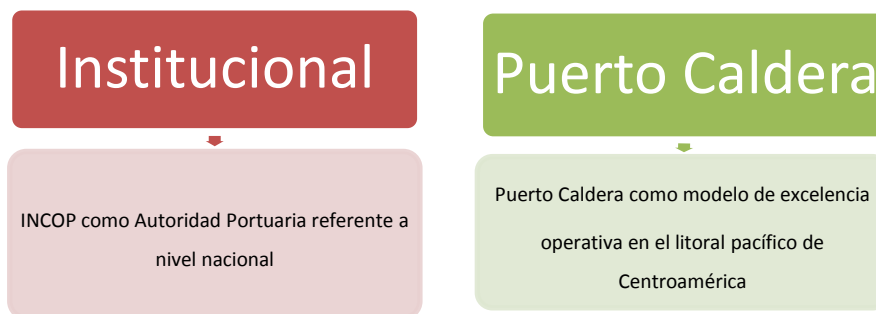 Institucional
INCOP como Autoridad Portuaria referente a
nivel nacional
Puerto Caldera
Puerto Caldera como modelo de excelencia
operativa en el litoral pacífico de
Centroamérica